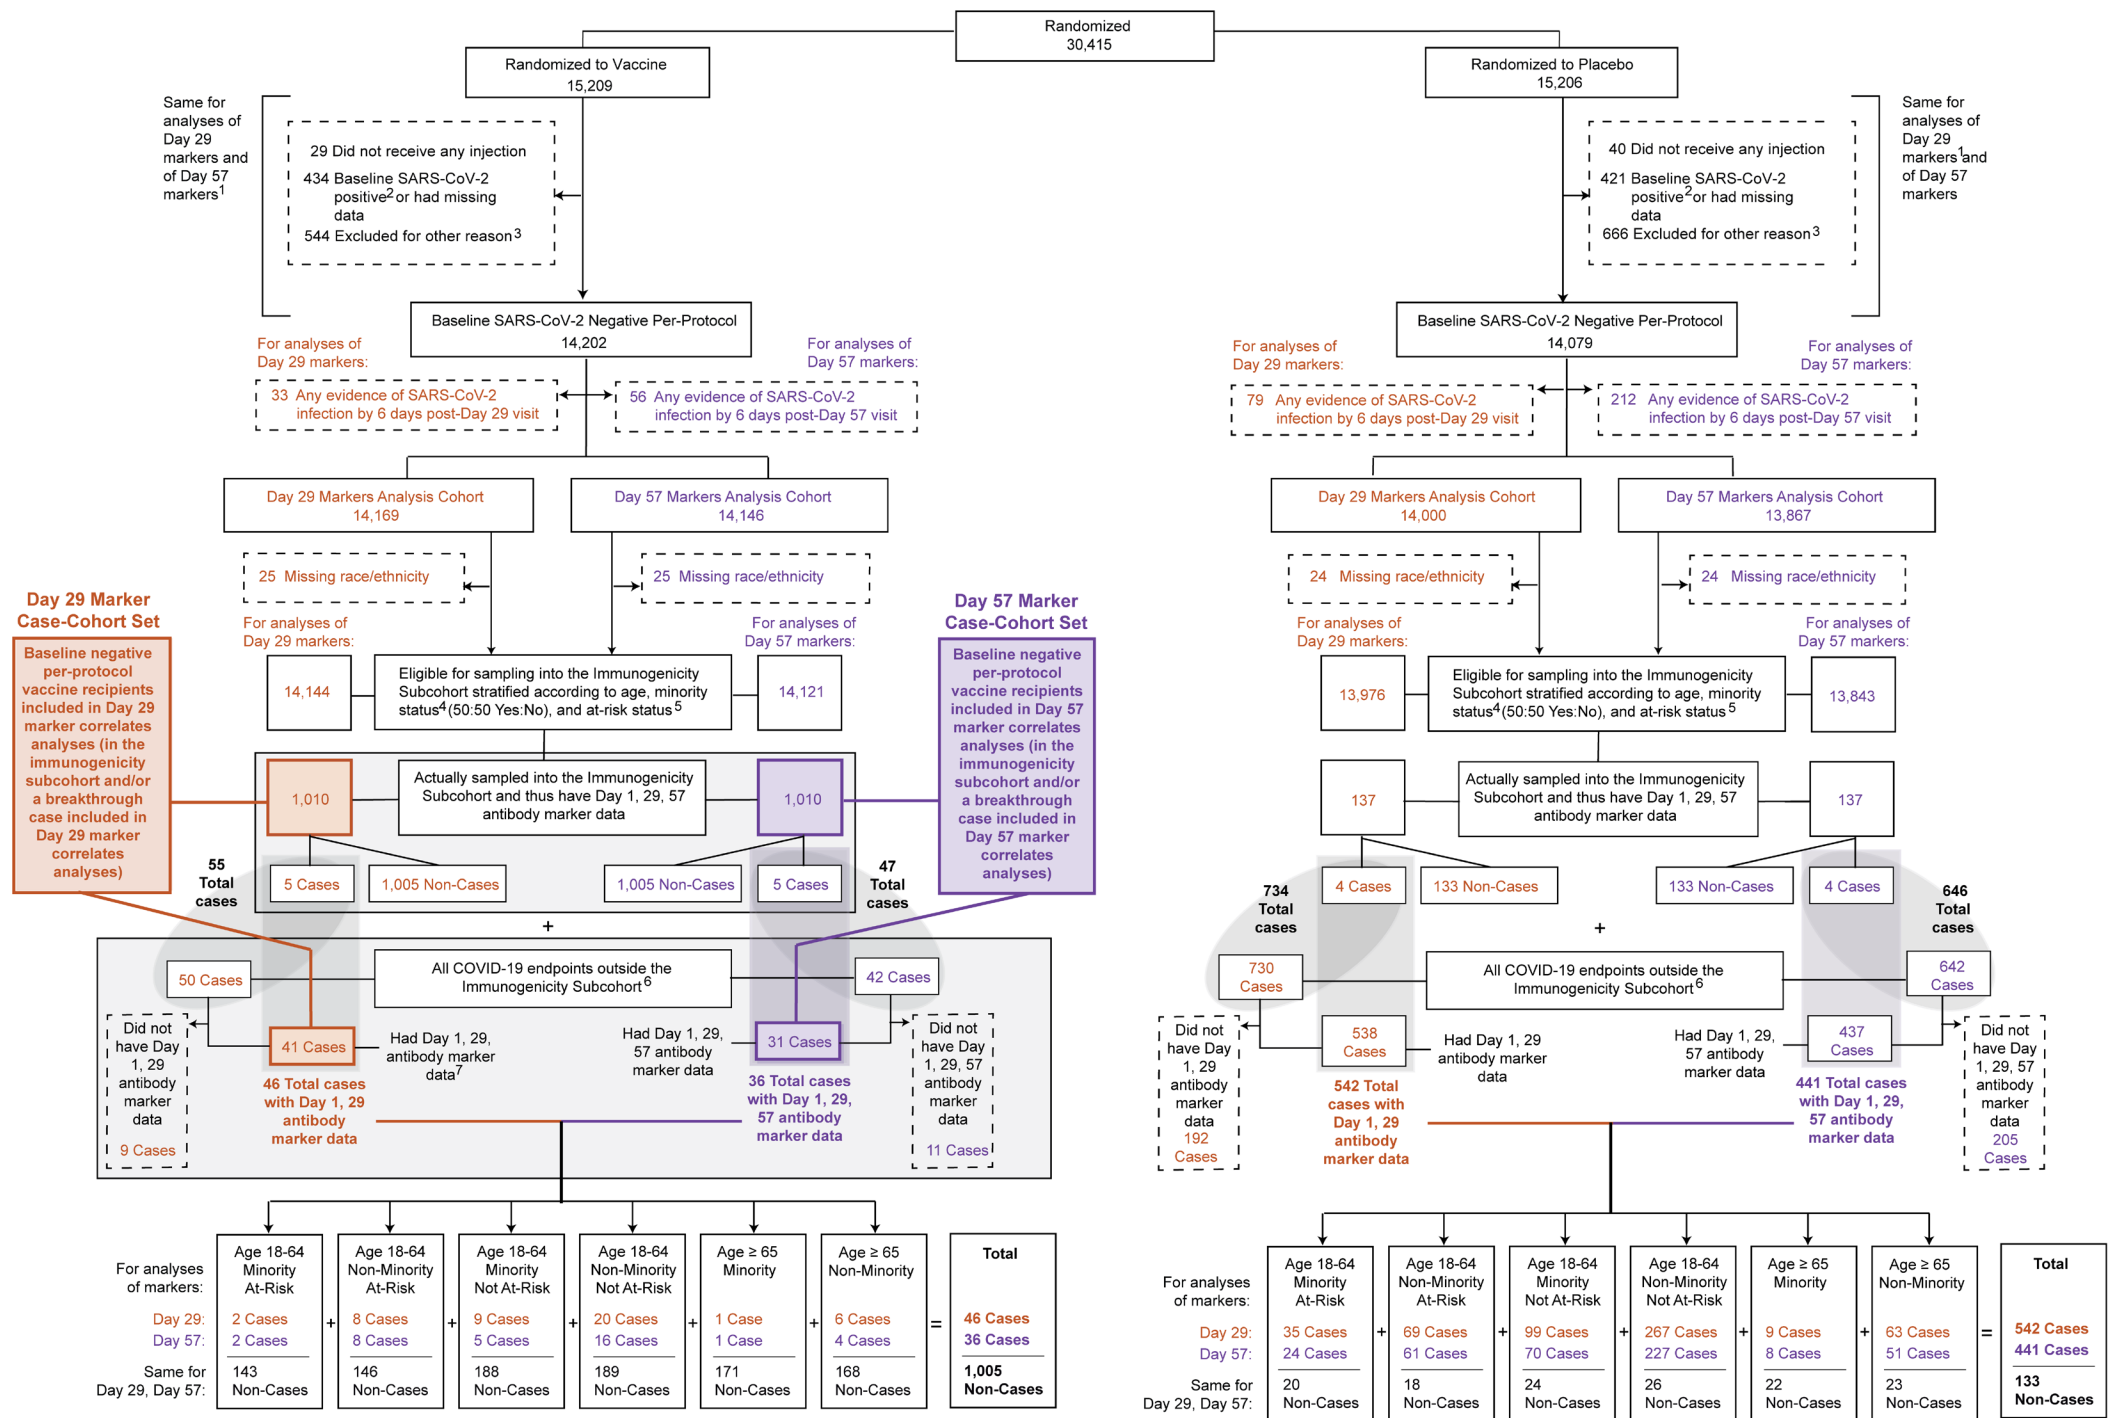 Randomized
30,415
Randomized to Vaccine
15,209
Same for
analyses of
Day 29
markers and
of Day 57
markers1
29 Did not receive any injection
434 Baseline SARS-CoV-2
positive2 or had missing
data
544 Excluded for other reason3
Baseline SARS-CoV-2 Negative Per-Protocol
14,202
For analyses of
Day 29 markers:
For analyses of
Day 57 markers:
33 Any evidence of SARS-CoV-2
infection by 6 days post-Day 29 visit
56 Any evidence of SARS-CoV-2
infection by 6 days post-Day 57 visit
Day 29 Markers Analysis Cohort
14,169
Day 57 Markers Analysis Cohort
14,146
25 Missing race/ethnicity
25 Missing race/ethnicity
Day 29 Marker
Case-Cohort Set
Baseline negative
per-protocol
vaccine recipients
included in Day 29
marker correlates
analyses (in the
immunogenicity
subcohort and/or
a breakthrough
case included in
Day 29 marker
correlates
analyses)
Day 57 Marker
Case-Cohort Set
Baseline negative
per-protocol
vaccine recipients
included in Day 57
marker correlates
analyses (in the
immunogenicity
subcohort and/or
a breakthrough
case included in
Day 57 marker
correlates
analyses)
For analyses of
Day 29 markers:
For analyses of
Day 57 markers:
14,144
Eligible for sampling into the Immunogenicity
Subcohort stratified according to age, minority
status4 (50:50 Yes:No), and at-risk status5
14,121
1,010
Actually sampled into the Immunogenicity
Subcohort and thus have Day 1, 29, 57
antibody marker data
1,010
55
Total
cases
5 Cases
1,005 Non-Cases
1,005 Non-Cases
5 Cases
47
Total
cases
+
50 Cases
All COVID-19 endpoints outside the
Immunogenicity Subcohort6
42 Cases
Did not
have Day
1, 29
antibody
marker
data
9 Cases
41 Cases
Had Day 1, 29,
antibody marker
data7
Had Day 1, 29,
57 antibody
marker data
31 Cases
Did not
have Day
1, 29, 57
antibody
marker
data
11 Cases
46 Total cases
with Day 1, 29
antibody
marker data
36 Total cases
with Day 1, 29,
57 antibody
marker data
For analyses
of markers:
Day 29:
Day 57:
Same for
Day 29, Day 57:
Age 18-64
Minority
At-Risk
2 Cases
2 Cases
143
Non-Cases
+
Age 18-64
Non-Minority
At-Risk
8 Cases
8 Cases
146
Non-Cases
+
Age 18-64
Minority
Not At-Risk
9 Cases
5 Cases
188
Non-Cases
+
Age 18-64
Non-Minority
Not At-Risk
20 Cases
16 Cases
189
Non-Cases
+
Age ≥ 65
Minority
1 Case
1 Case
171
Non-Cases
+
Age ≥ 65
Non-Minority
6 Cases
4 Cases
168
Non-Cases
=
Total
46 Cases
36 Cases
1,005
Non-Cases
Randomized to Placebo
15,206
40 Did not receive any injection
421 Baseline SARS-CoV-2
positive2 or had missing
data
666 Excluded for other reason3
Same for
analyses of
Day 29
markers1 and
of Day 57
markers
Baseline SARS-CoV-2 Negative Per-Protocol
14,079
For analyses of
Day 29 markers:
For analyses of
Day 57 markers:
79 Any evidence of SARS-CoV-2
infection by 6 days post-Day 29 visit
212 Any evidence of SARS-CoV-2
infection by 6 days post-Day 57 visit
Day 29 Markers Analysis Cohort
14,000
Day 57 Markers Analysis Cohort
13,867
24 Missing race/ethnicity
24 Missing race/ethnicity
For analyses of
Day 29 markers:
For analyses of
Day 57 markers:
13,976
Eligible for sampling into the Immunogenicity
Subcohort stratified according to age, minority
status4 (50:50 Yes:No), and at-risk status5
13,843
137
Actually sampled into the Immunogenicity
Subcohort and thus have Day 1, 29, 57
antibody marker data
137
734
Total
cases
4 Cases
133 Non-Cases
133 Non-Cases
4 Cases
646
Total
cases
+
730
Cases
All COVID-19 endpoints outside the
Immunogenicity Subcohort6
642
Cases
Did not
have Day
1, 29
antibody
marker
data
192
Cases
538
Cases
Had Day 1, 29
antibody marker
data
Had Day 1, 29,
57 antibody
marker data
437
Cases
Did not
have Day
1, 29, 57
antibody
marker
data
205
Cases
542 Total
cases with
Day 1, 29
antibody
marker data
441 Total cases
with Day 1, 29,
57 antibody
marker data
For analyses
of markers:
Day 29:
Day 57:
Same for
Day 29, Day 57:
Age 18-64
Minority
At-Risk
35 Cases
24 Cases
20
Non-Cases
+
Age 18-64
Non-Minority
At-Risk
69 Cases
61 Cases
18
Non-Cases
+
Age 18-64
Minority
Not At-Risk
99 Cases
70 Cases
24
Non-Cases
+
Age 18-64
Non-Minority
Not At-Risk
267 Cases
227 Cases
26
Non-Cases
+
Age ≥ 65
Minority
9 Cases
8 Cases
22
Non-Cases
+
Age ≥ 65
Non-Minority
63 Cases
51 Cases
23
Non-Cases
=
Total
542 Cases
441 Cases
133
Non-Cases